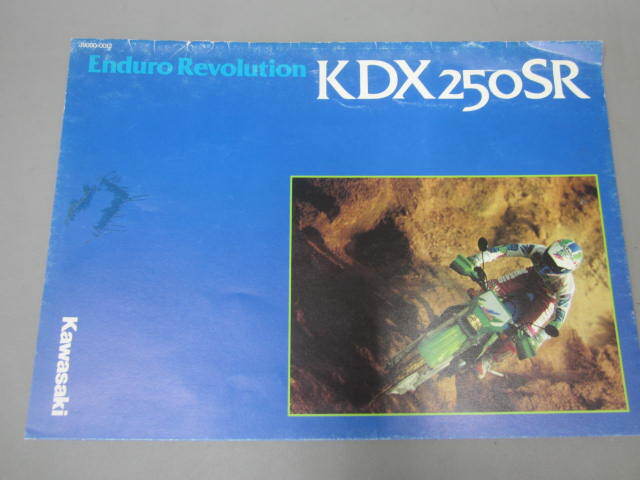 Enduro Revolution KDX250SR
Kawasaki